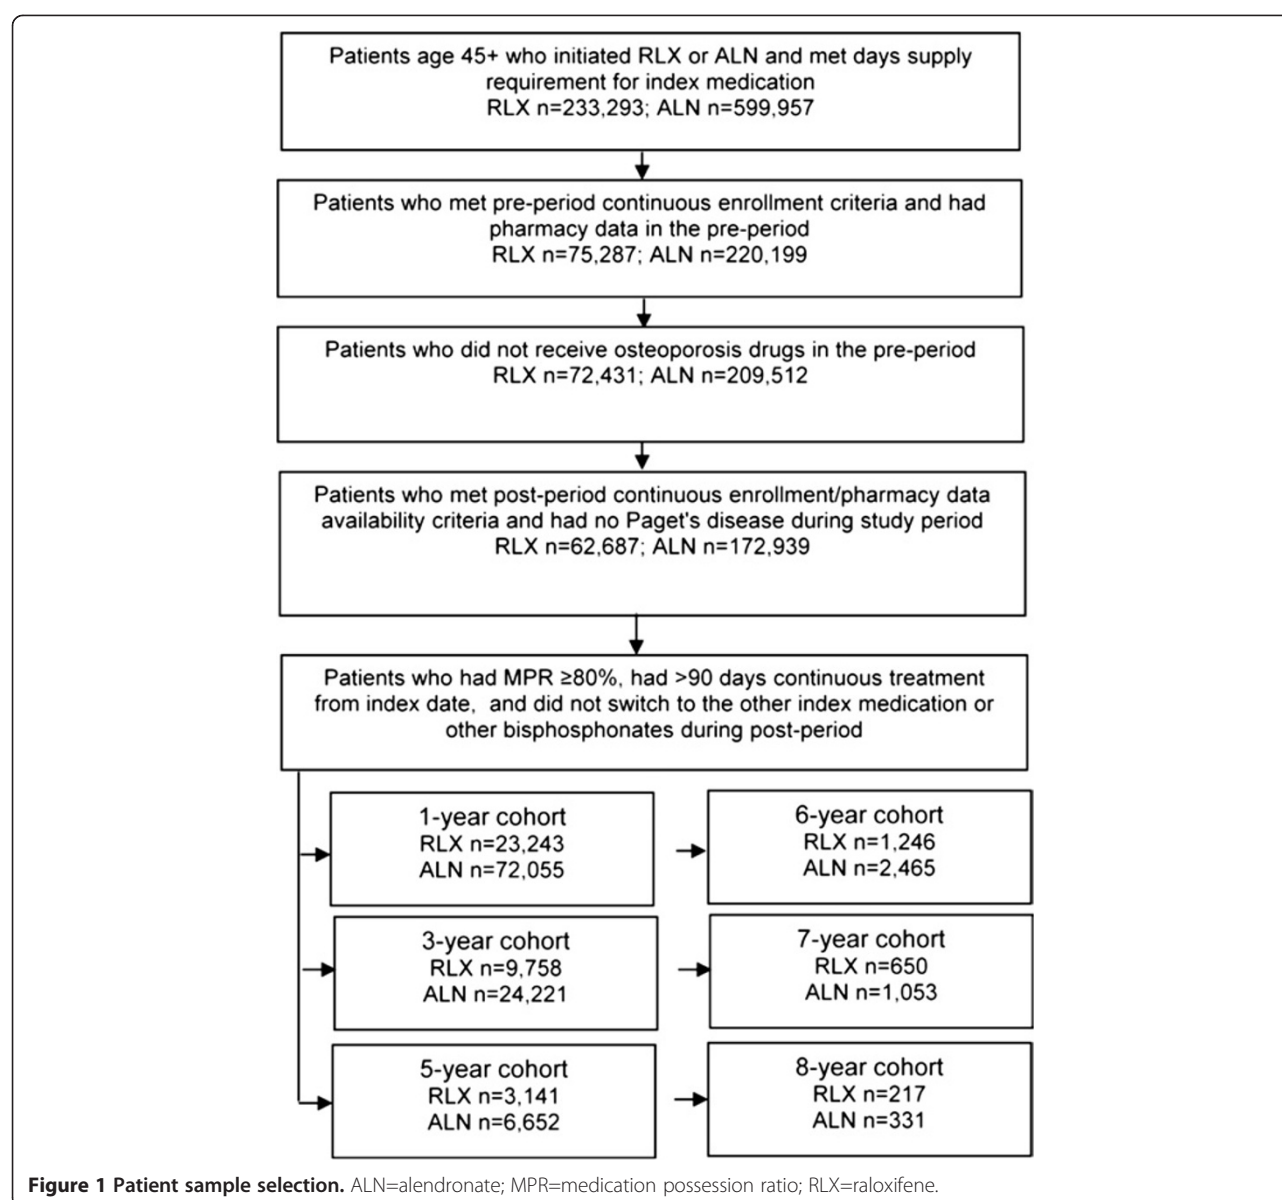 Patients age 45+ who initiated RLX or ALN and met days supply
requirement for index medication
RLX n=233,293; ALN n=599,957
Patients who met pre-period continuous enrollment criteria and had
pharmacy data in the pre-period
RLX n=75,287; ALN n=220,199
Patients who did not receive osteoporosis drugs in the pre-period
RLX n=72,431; ALN n=209,512
Patients who met post-period continuous enrollment/pharmacy data
availability criteria and had no Paget's disease during study period
RLX n=62,687; ALN n=172,939
Patients who had MPR ≥80%, had >90 days continuous treatment
from index date, and did not switch to the other index medication or
other bisphosphonates during post-period
1-year cohort
RLX n=23,243
ALN n=72,055
6-year cohort
RLX n=1,246
ALN n=2,465
3-year cohort
RLX n=9,758
ALN n=24,221
7-year cohort
RLX n=650
ALN n=1,053
5-year cohort
RLX n=3,141
ALN n=6,652
8-year cohort
RLX n=217
ALN n=331
Figure 1 Patient sample selection. ALN=alendronate; MPR=medication possession ratio; RLX=raloxifene.